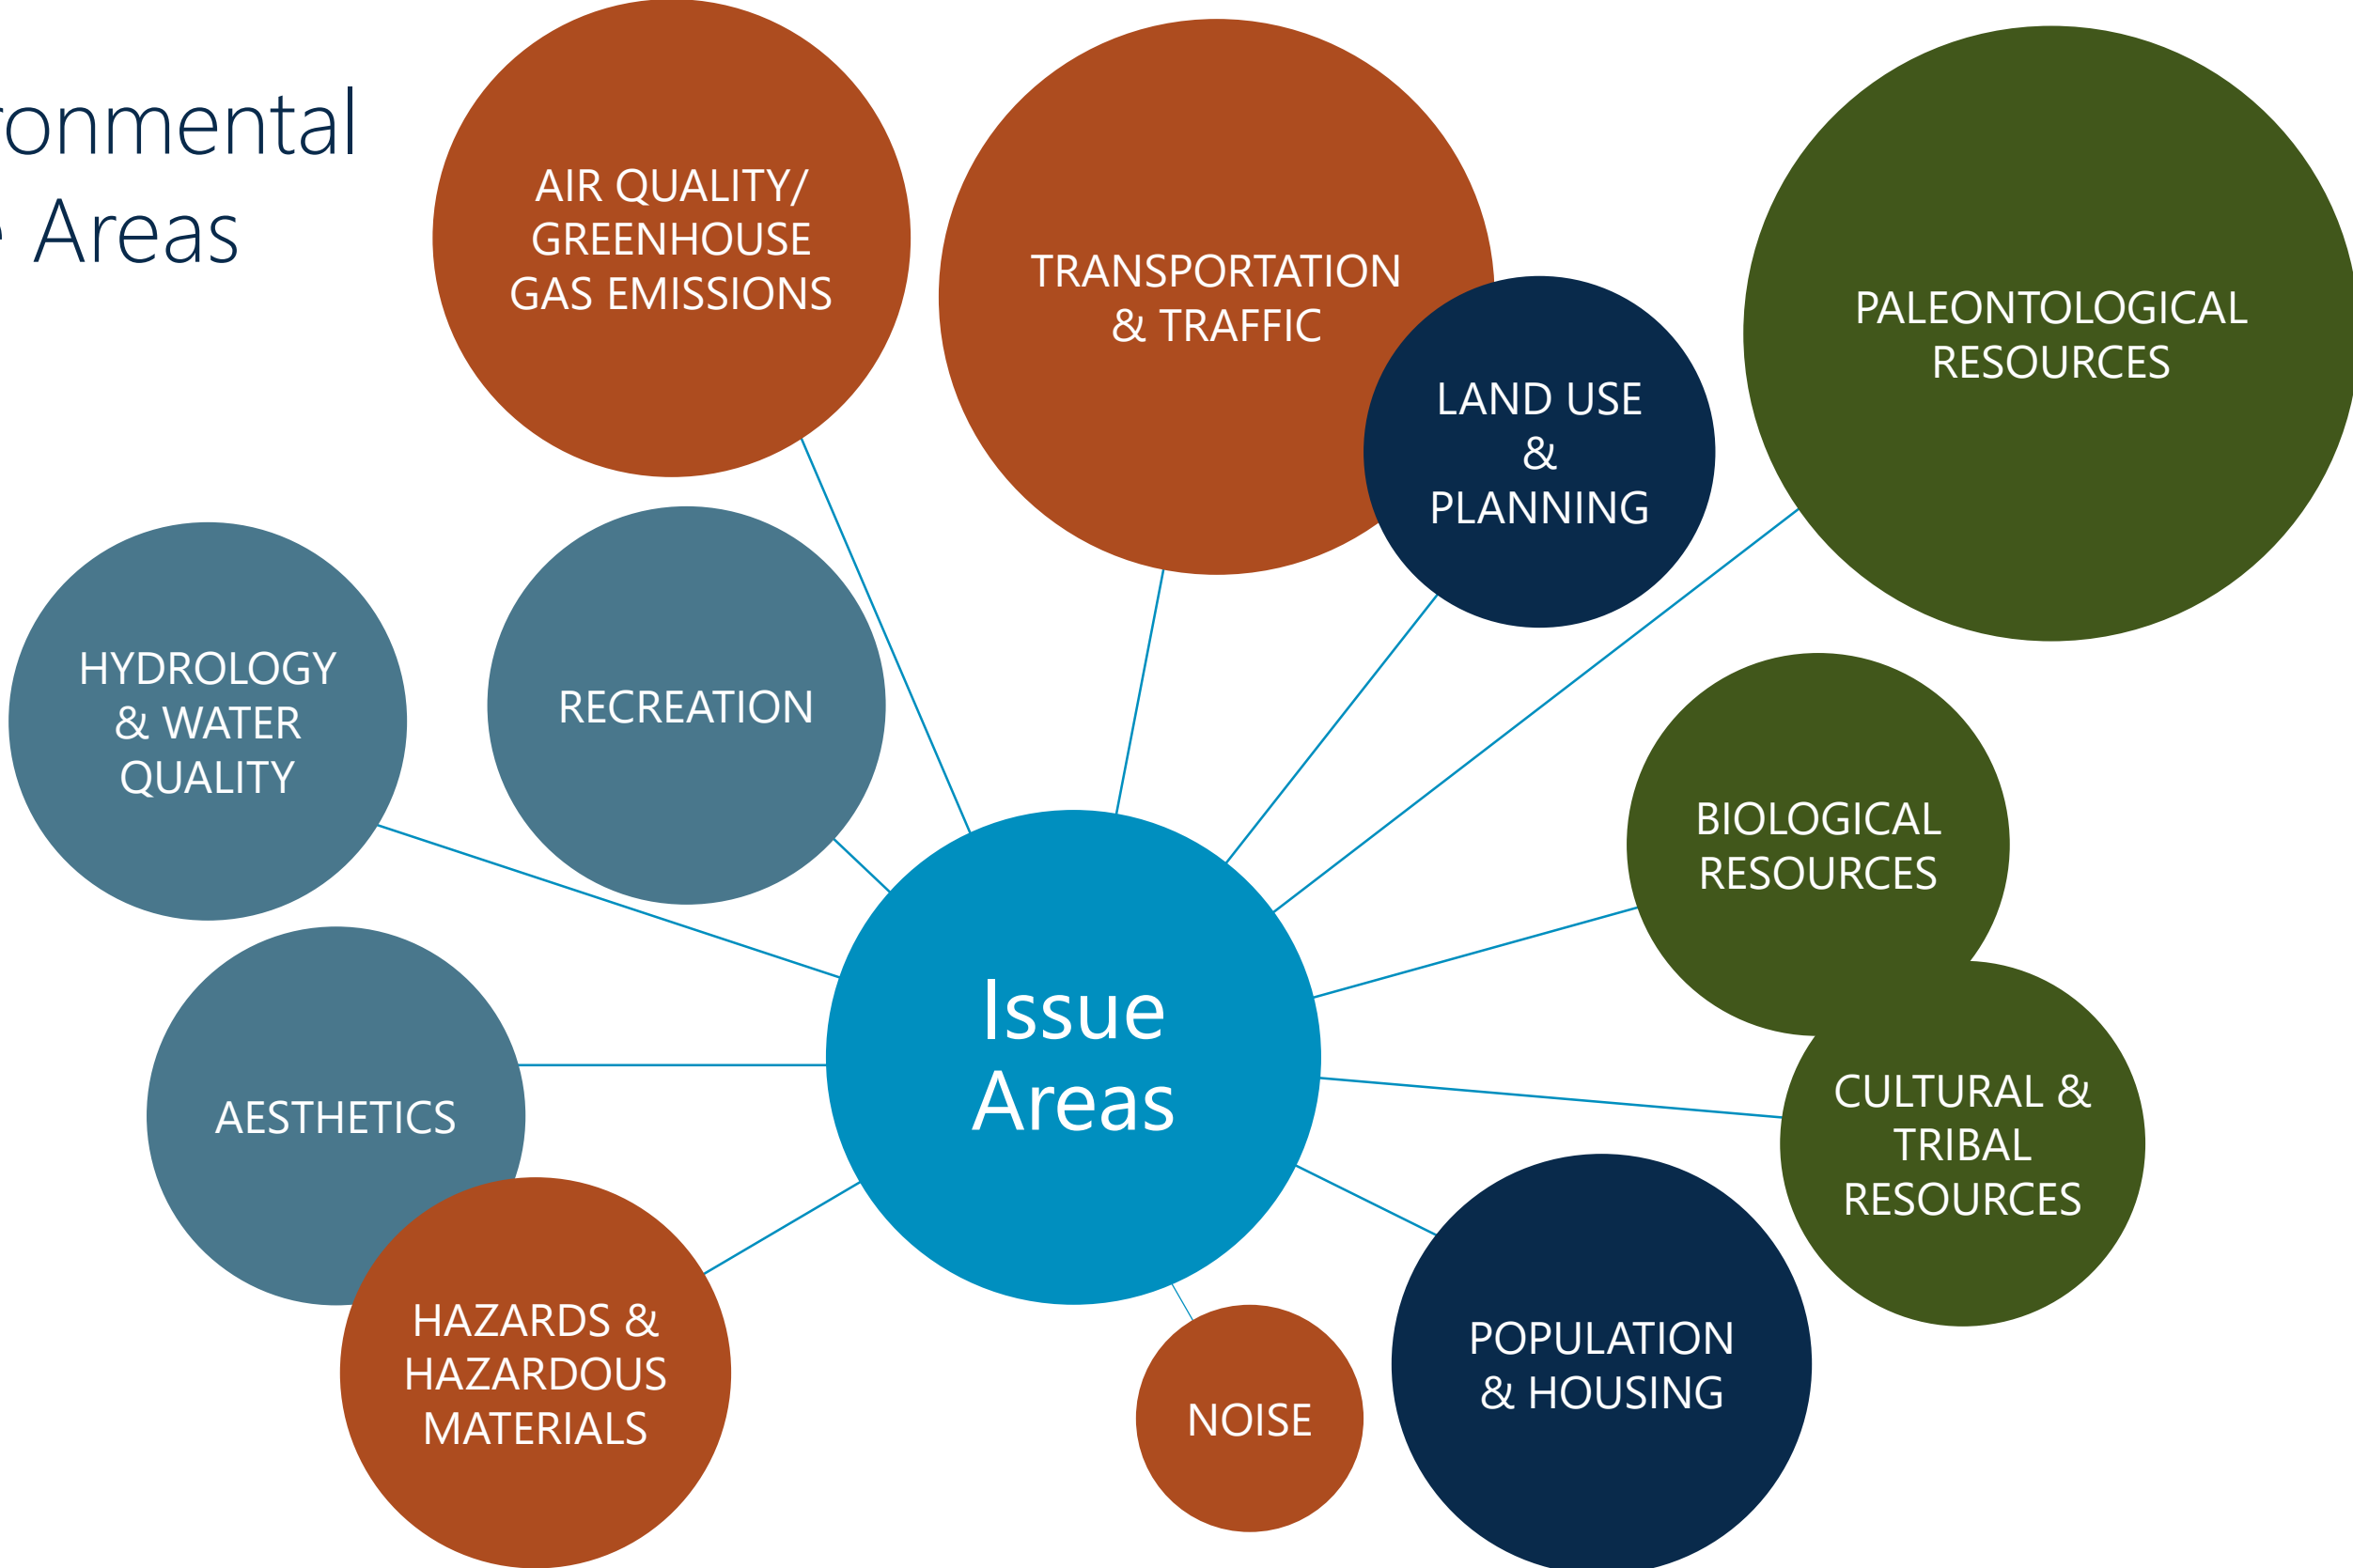 onmental
Areas
AIR QUALITY/
GREENHOUSE
GAS EMISSIONS
TRANSPORTATION
& TRAFFIC
LAND USE
&
PLANNING
PALEONTOLOGICAL
RESOURCES
HYDROLOGY
& WATER
QUALITY
RECREATION
BIOLOGICAL
RESOURCES
AESTHETICS
Issue
Areas
CULTURAL &
TRIBAL
RESOURCES
HAZARDS &
HAZARDOUS
MATERIALS
NOISE
POPULATION
& HOUSING